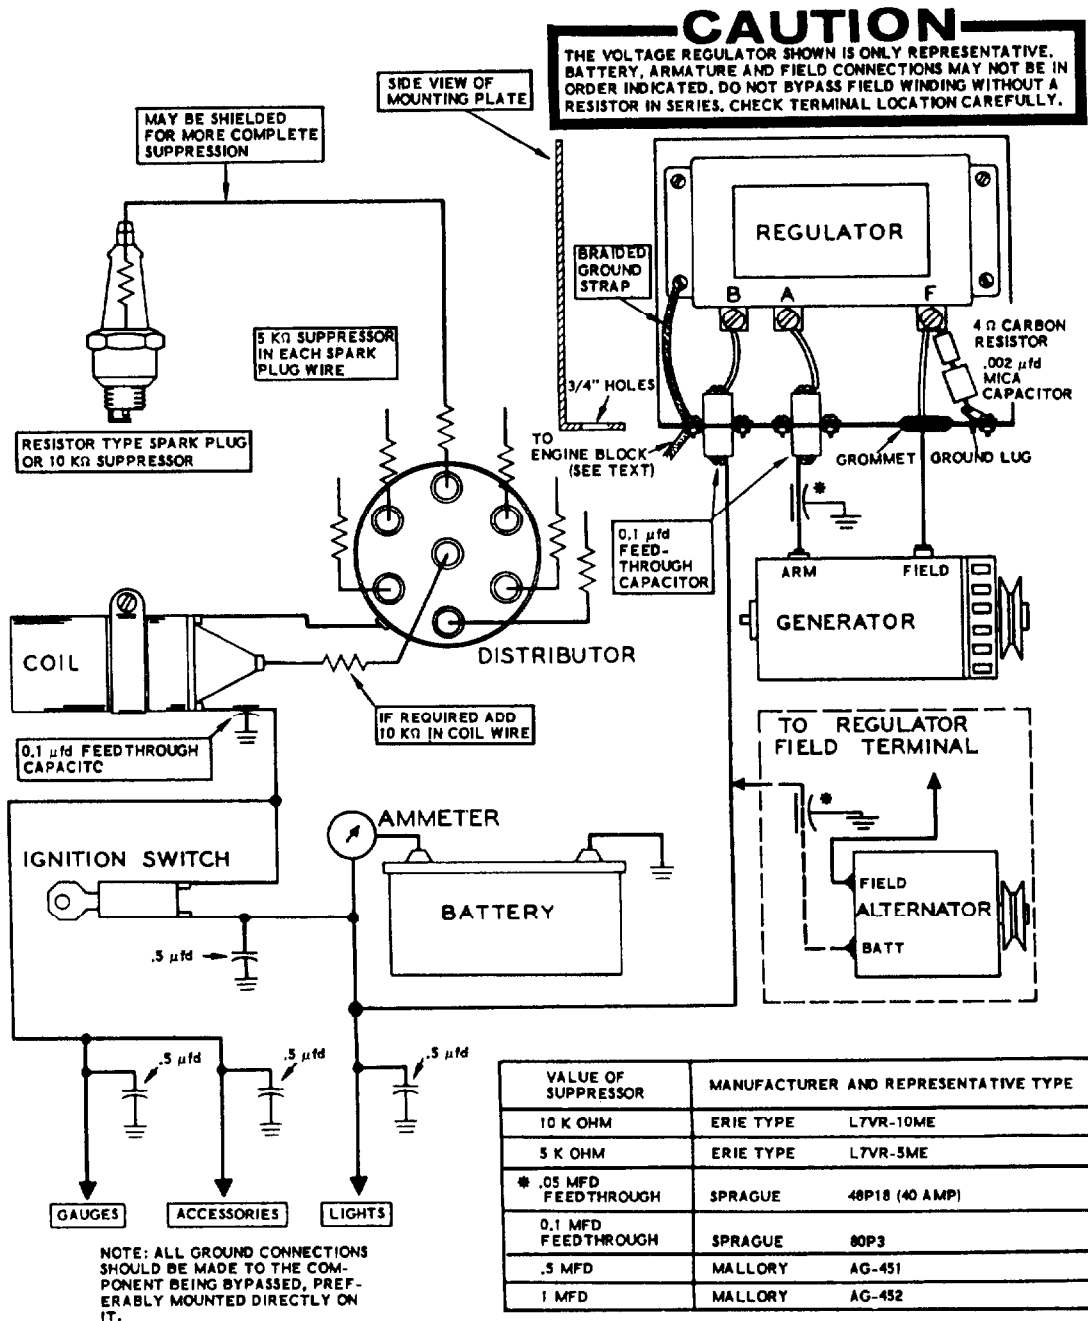 CAUTION
THE VOLTAGE REGULATOR SHOWN IS ONLY REPRESENTATIVE.
BATTERY, ARMATURE AND FIELD CONNECTIONS MAY NOT BE IN
ORDER INDICATED. DO NOT BYPASS FIELD WINDING WITHOUT A
RESISTOR IN SERIES. CHECK TERMINAL LOCATION CAREFULLY.
SIDE VIEW OF
MOUNTING PLATE
MAY BE SHIELDED
FOR MORE COMPLETE
SUPPRESSION
REGULATOR
BRAIDED
GROUND
STRAP
B
A
F
4 Ω CARBON
RESISTOR
.002 μfd
MICA
CAPACITOR
5 KΩ SUPPRESSOR
IN EACH SPARK
PLUG WIRE
3/4" HOLES
RESISTOR TYPE SPARK PLUG
OR 10 KΩ SUPPRESSOR
TO
ENGINE BLOCK
(SEE TEXT)
GROMMET
GROUND LUG
*
0.1 μfd
FEED-
THROUGH
CAPACITOR
ARM
FIELD
GENERATOR
COIL
DISTRIBUTOR
IF REQUIRED ADD
10 KΩ IN COIL WIRE
0.1 μfd FEEDTHROUGH
CAPACITC
TO REGULATOR
FIELD TERMINAL
*
AMMETER
IGNITION SWITCH
BATTERY
FIELD
ALTERNATOR
BATT
.5 μfd
.5 μfd
.5 μfd
.5 μfd
GAUGES
ACCESSORIES
LIGHTS
NOTE: ALL GROUND CONNECTIONS
SHOULD BE MADE TO THE COM-
PONENT BEING BYPASSED, PREF-
ERABLY MOUNTED DIRECTLY ON
IT.
VALUE OF
SUPPRESSOR
MANUFACTURER AND REPRESENTATIVE TYPE
10 K OHM ERIE TYPE L7VR-10ME
5 K OHM ERIE TYPE L7VR-5ME
* .05 MFD
FEEDTHROUGH SPRAGUE 48P18 (40 AMP)
0.1 MFD
FEEDTHROUGH SPRAGUE 80P3
.5 MFD MALLORY AG-451
1 MFD MALLORY AG-452